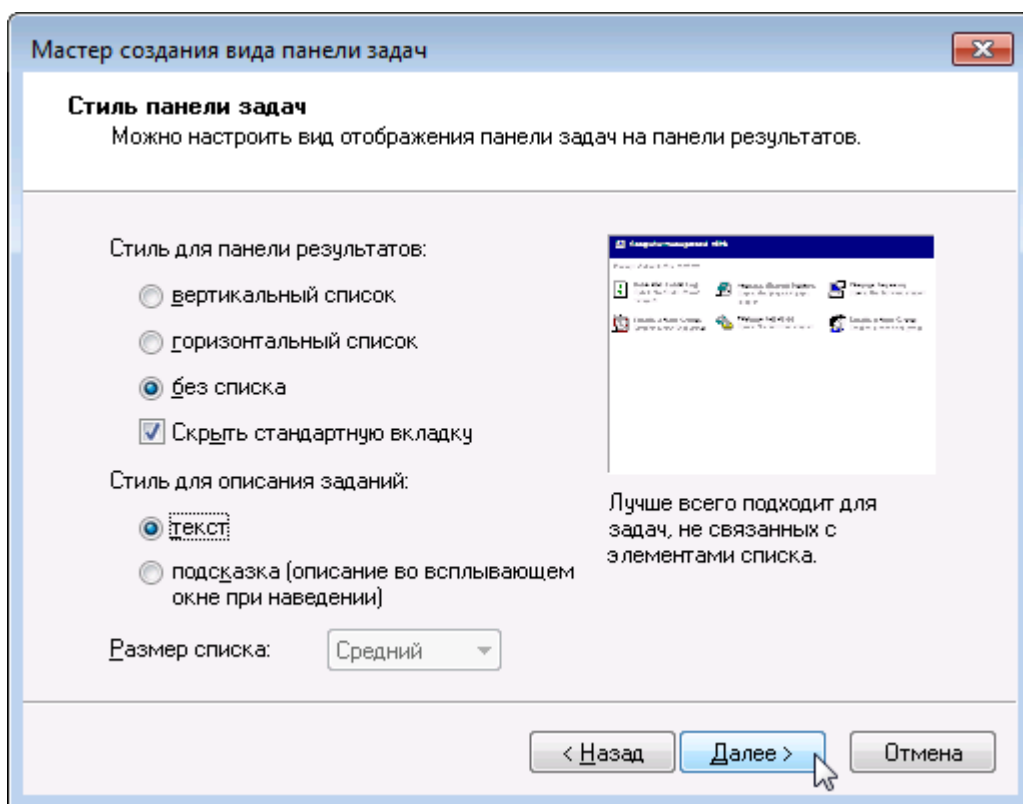 Мастер создания вида панели задач
Стиль панели задач
Можно настроить вид отображения панели задач на панели результатов.
Стиль для панели результатов:
вертикальный список
горизонтальный список
без списка
Скрыть стандартную вкладку
Стиль для описания заданий:
текст
подсказка (описание во всплывающем
окне при наведении)
Размер списка:
Средний
Лучше всего подходит для
задач, не связанных с
элементами списка.
< Назад
Далее >
Отмена